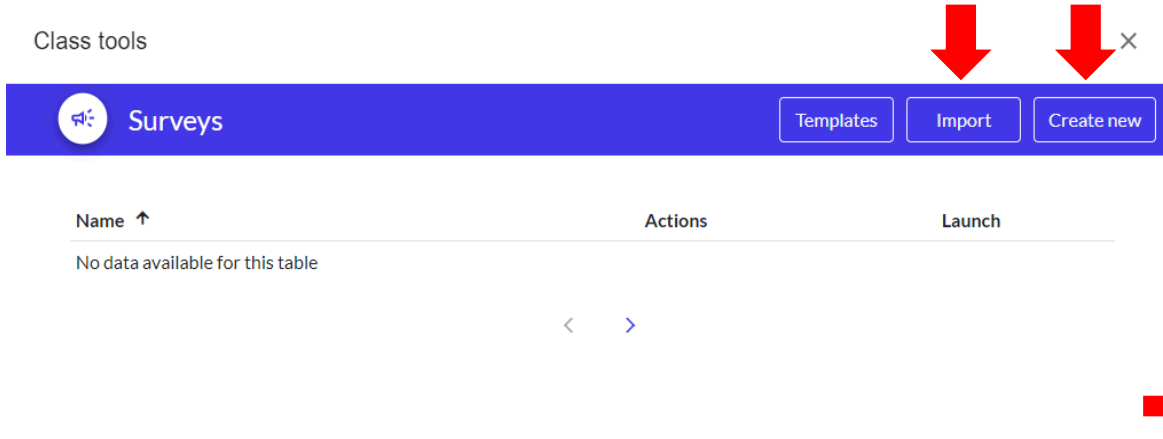 Class tools
Surveys
Templates
Import
Create new
Name
Actions
Launch
No data available for this table